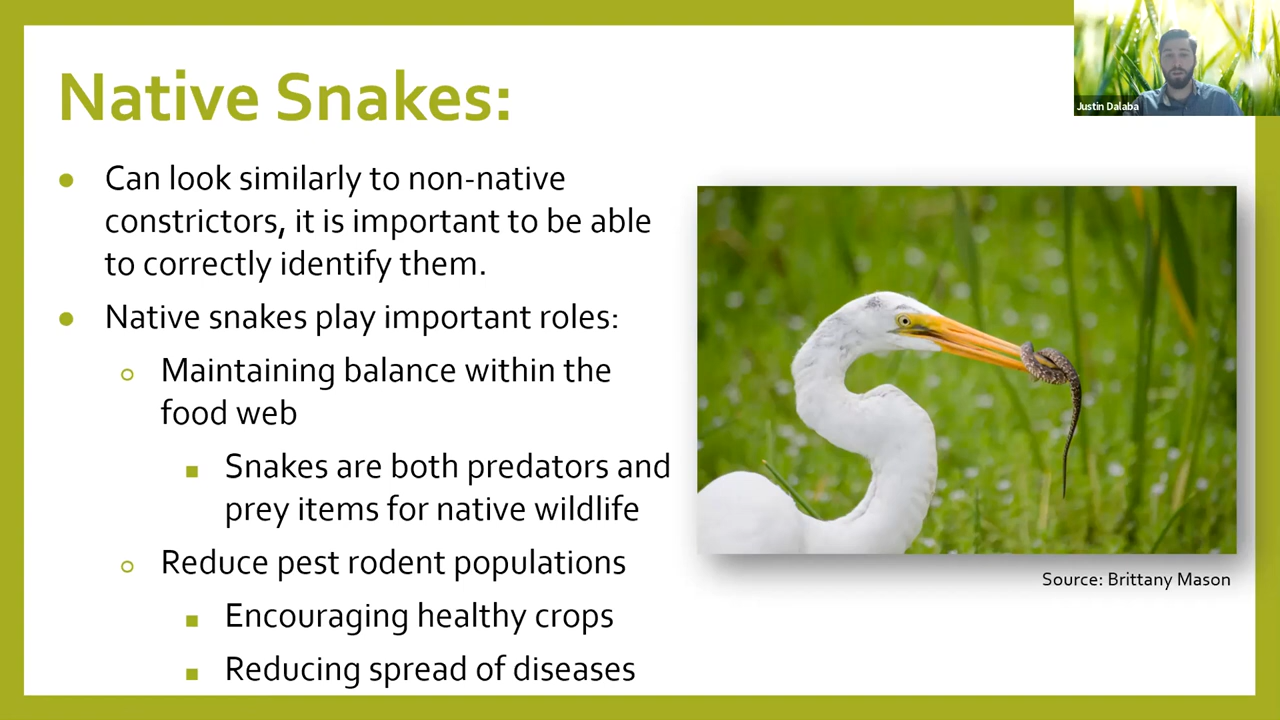 Native Snakes:
Justin Dalaba
● Can look similarly to non-native
constrictors, it is important to be able
to correctly identify them.
● Native snakes play important roles:
○ Maintaining balance within the
food web
■ Snakes are both predators and
prey items for native wildlife
○ Reduce pest rodent populations
■ Encouraging healthy crops
■ Reducing spread of diseases
Source: Brittany Mason